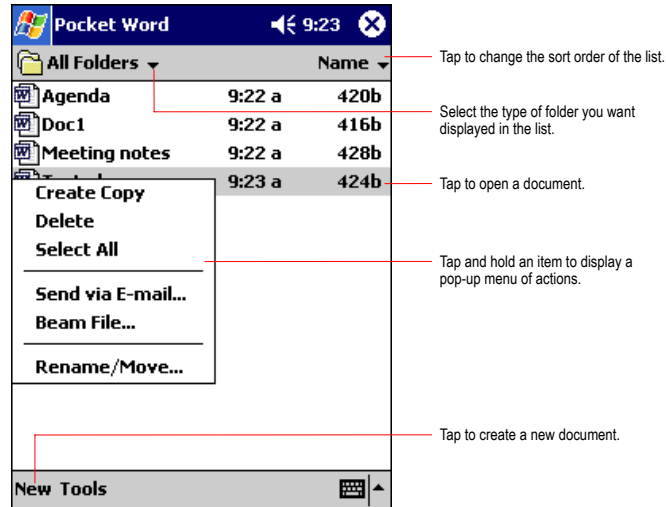 Pocket Word 9:23
All Folders Name
Tap to change the sort order of the list.
Agenda 9:22 a 420b
Doc1 9:22 a 416b
Select the type of folder you want
displayed in the list.
Meeting notes 9:22 a 428b
9:23 a 424b
Tap to open a document.
Create Copy
Delete
Select All
Send via E-mail...
Beam File...
Rename/Move...
Tap and hold an item to display a
pop-up menu of actions.
Tap to create a new document.
New Tools